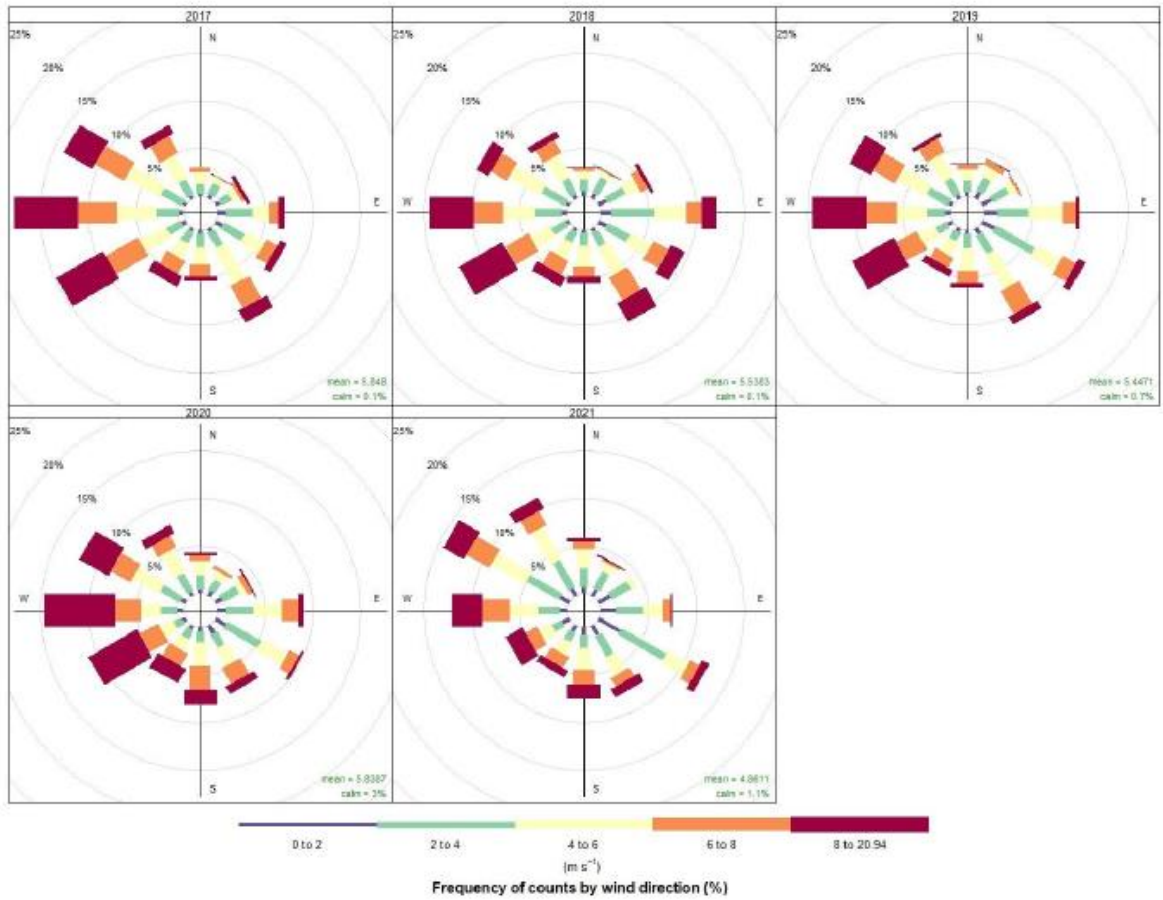 2017
25%
20%
15%
10%
5%
N
W
E
S
mean = 5.848
calm = 0.1%
2018
25%
20%
15%
10%
5%
N
W
E
S
mean = 5.5383
calm = 0.1%
2019
25%
20%
15%
10%
5%
N
W
E
S
mean = 5.4471
calm = 0.7%
2020
25%
20%
15%
10%
5%
N
W
E
S
mean = 5.8387
calm = 3%
2021
25%
20%
15%
10%
5%
N
W
E
S
mean = 4.8611
calm = 1.1%
0 to 2
2 to 4
4 to 6
6 to 8
8 to 20.94
(m s⁻¹)
Frequency of counts by wind direction (%)